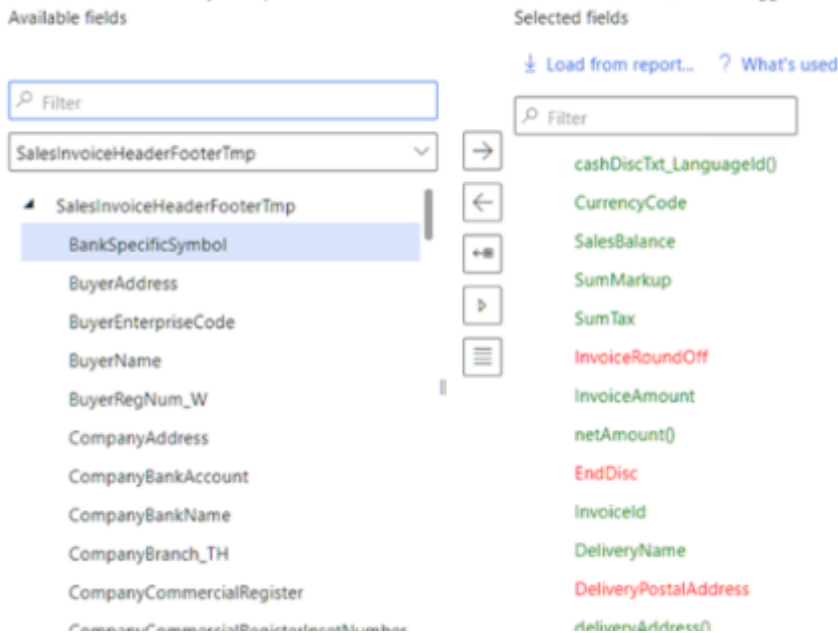 Available fields
Filter
SalesInvoiceHeaderFooterTmp
SalesInvoiceHeaderFooterTmp
BankSpecificSymbol
BuyerAddress
BuyerEnterpriseCode
BuyerName
BuyerRegNum_W
CompanyAddress
CompanyBankAccount
CompanyBankName
CompanyBranch_TH
CompanyCommercialRegister
CompanyCommercialRegisterInsetNumber
Selected fields
Load from report... ? What's used
Filter
cashDiscTxt_LanguageId()
CurrencyCode
SalesBalance
SumMarkup
SumTax
InvoiceRoundOff
InvoiceAmount
netAmount()
EndDisc
InvoiceId
DeliveryName
DeliveryPostalAddress
deliveryAddress()